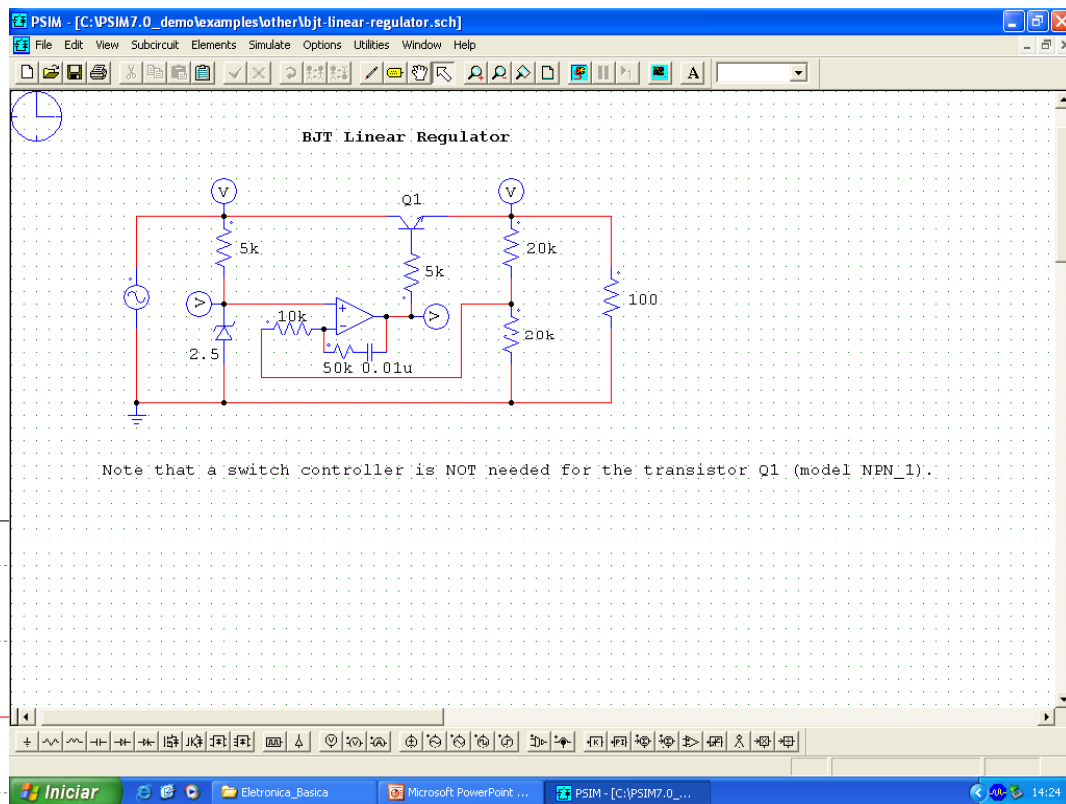 PSIM - [C:\PSIM7.0_demo\examples\other\bjt-linear-regulator.sch]
File Edit View Subcircuit Elements Simulate Options Utilities Window Help
A
BJT Linear Regulator
V
Q1
V
5k
5k
20k
V
10k
V
100
2.5
20k
50k 0.01u
Note that a switch controller is NOT needed for the transistor Q1 (model NPN_1).
Iniciar
Eletronica_Basica
Microsoft PowerPoint ...
PSIM - [C:\PSIM7.0_...
14:24